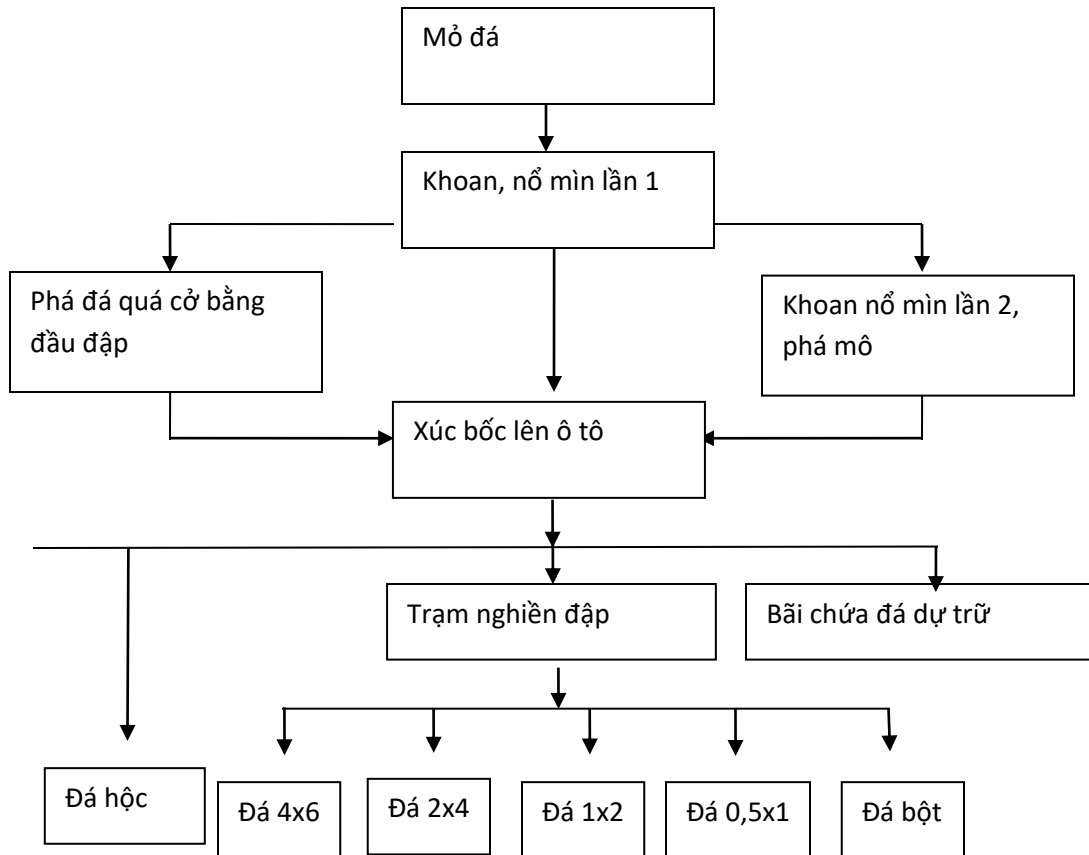 Mỏ đá
Khoan, nổ mìn lần 1
Phá đá quá cở bằng
đầu đập
Khoan nổ mìn lần 2,
phá mô
Xúc bốc lên ô tô
Trạm nghiền đập
Bãi chứa đá dự trữ
Đá hộc
Đá 4x6
Đá 2x4
Đá 1x2
Đá 0,5x1
Đá bột